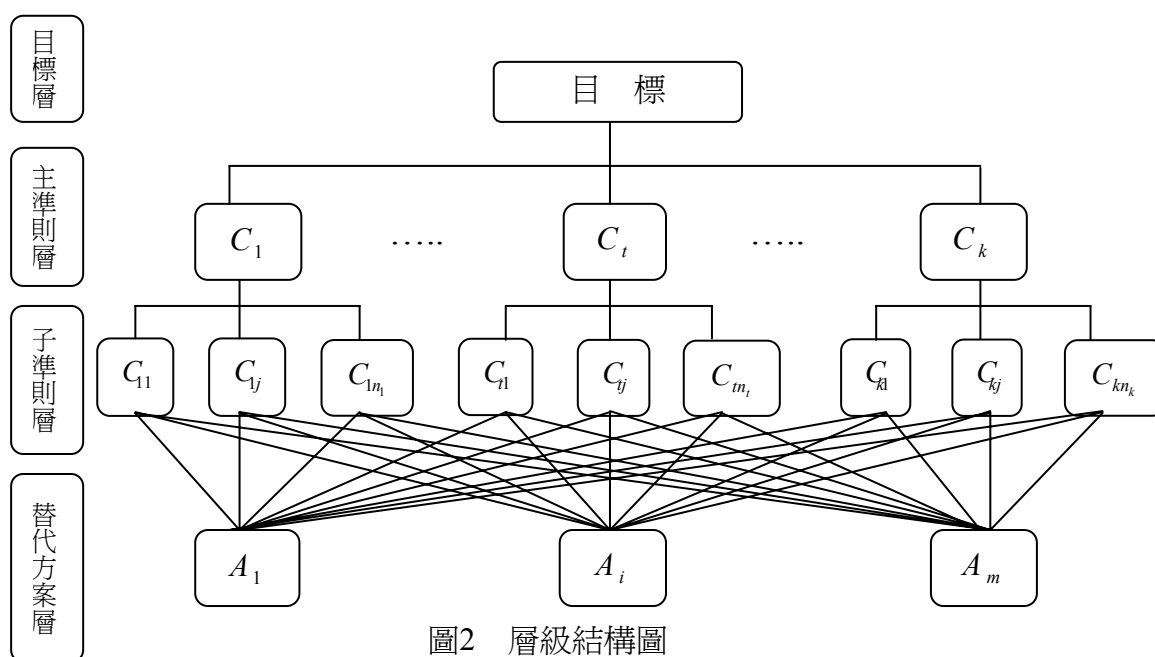 目標層
目 標
主準則層
C₁ ..... Cₜ ..... Cₖ
子準則層
C₁₁ C₁ⱼ C₁ₙ₁ Cₜ₁ Cₜⱼ Cₜₙₜ Cₖ₁ Cₖⱼ Cₖₙₖ
替代方案層
A₁ Aᵢ Aₘ
圖2 層級結構圖